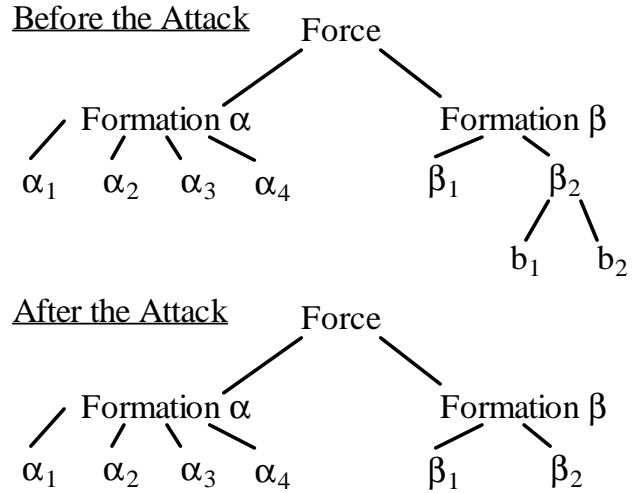 Before the Attack
Force
Formation α Formation β
α₁ α₂ α₃ α₄ β₁ β₂
b₁ b₂
After the Attack
Force
Formation α Formation β
α₁ α₂ α₃ α₄ β₁ β₂